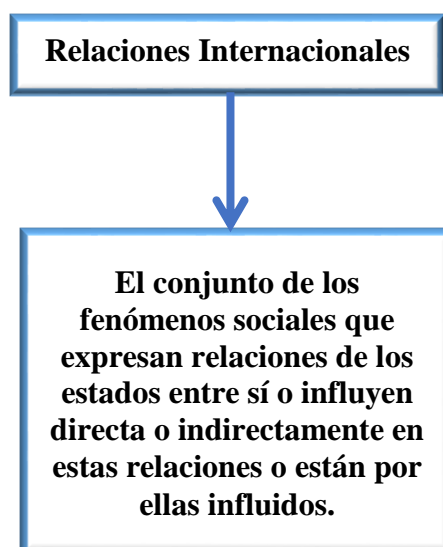 Relaciones Internacionales
El conjunto de los
fenómenos sociales que
expresan relaciones de los
estados entre sí o influyen
directa o indirectamente en
estas relaciones o están por
ellas influidos.